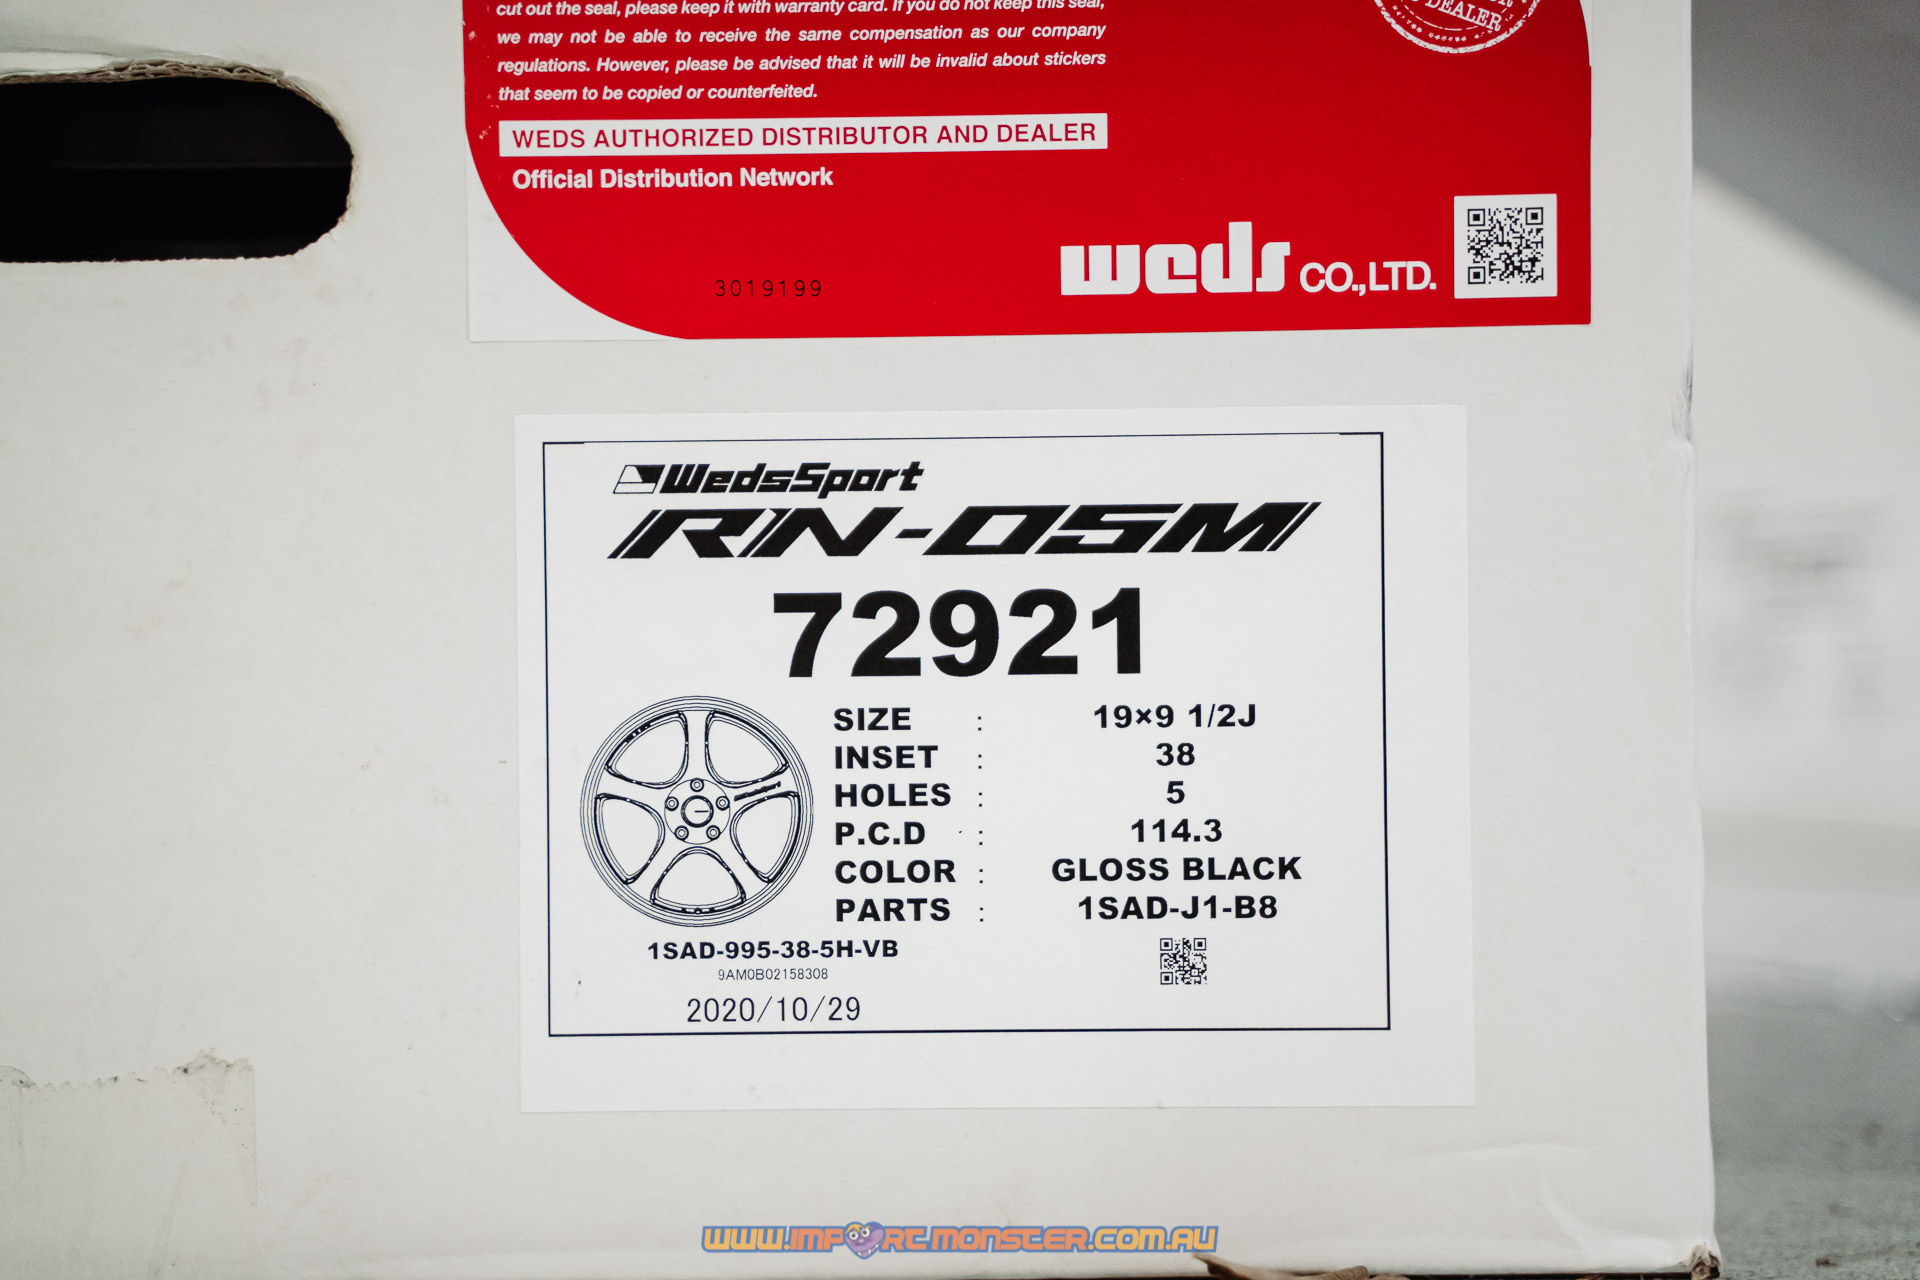 cut out the seal, please keep it with warranty card. If you do not keep this seal,
we may not be able to receive the same compensation as our company
regulations. However, please be advised that it will be invalid about stickers
that seem to be copied or counterfeited.
DEALER
WEDS AUTHORIZED DISTRIBUTOR AND DEALER
Official Distribution Network
3019199
weds CO.,LTD.
WedsSport
RN-05M
72921
SIZE : 19×9 1/2J
INSET : 38
HOLES : 5
P.C.D : 114.3
COLOR : GLOSS BLACK
PARTS : 1SAD-J1-B8
1SAD-995-38-5H-VB
9AM0B02158308
2020/10/29
www.importmonster.com.au